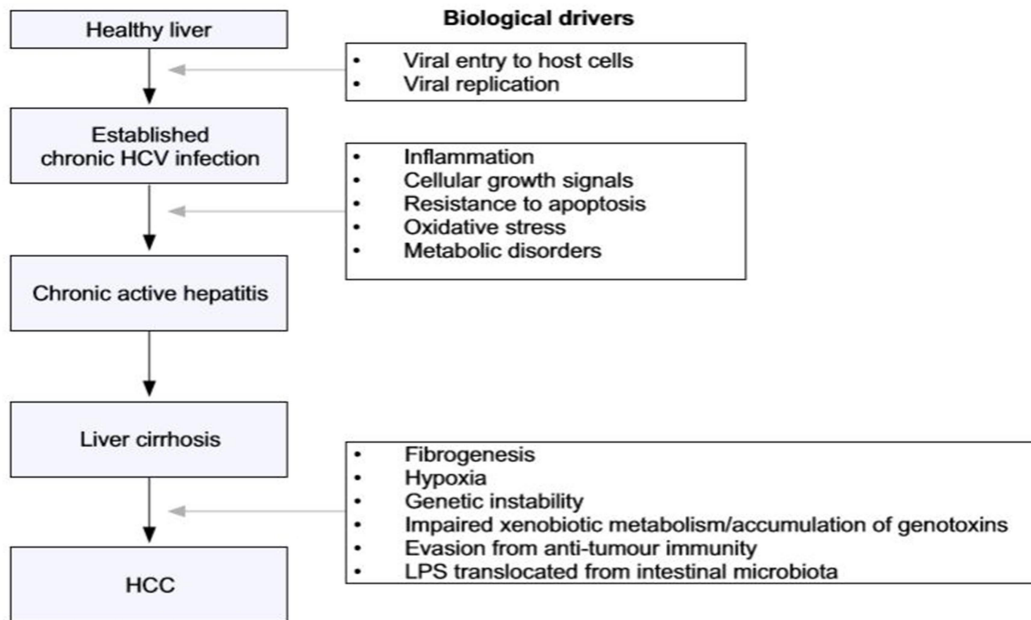 Biological drivers
Healthy liver
• Viral entry to host cells
• Viral replication
Established
chronic HCV infection
• Inflammation
• Cellular growth signals
• Resistance to apoptosis
• Oxidative stress
• Metabolic disorders
Chronic active hepatitis
Liver cirrhosis
• Fibrogenesis
• Hypoxia
• Genetic instability
• Impaired xenobiotic metabolism/accumulation of genotoxins
• Evasion from anti-tumour immunity
• LPS translocated from intestinal microbiota
HCC